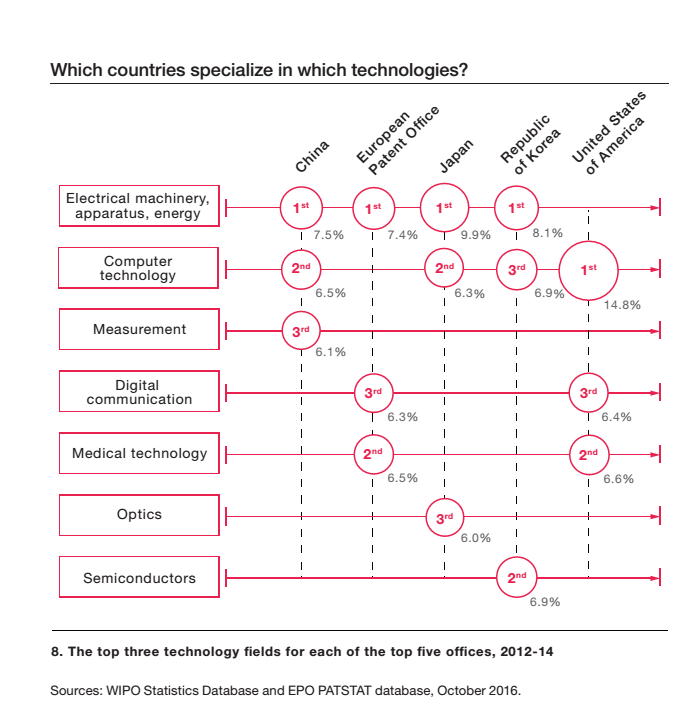 Which countries specialize in which technologies?
China
European
Patent Office
Japan
Republic
of Korea
United States
of America
Electrical machinery,
apparatus, energy
1st
1st
1st
1st
7.5%
7.4%
9.9%
8.1%
Computer
technology
2nd
2nd
3rd
1st
6.5%
6.3%
6.9%
14.8%
Measurement
3rd
6.1%
Digital
communication
3rd
3rd
6.3%
6.4%
Medical technology
2nd
2nd
6.5%
6.6%
Optics
3rd
6.0%
Semiconductors
2nd
6.9%
8. The top three technology fields for each of the top five offices, 2012-14
Sources: WIPO Statistics Database and EPO PATSTAT database, October 2016.